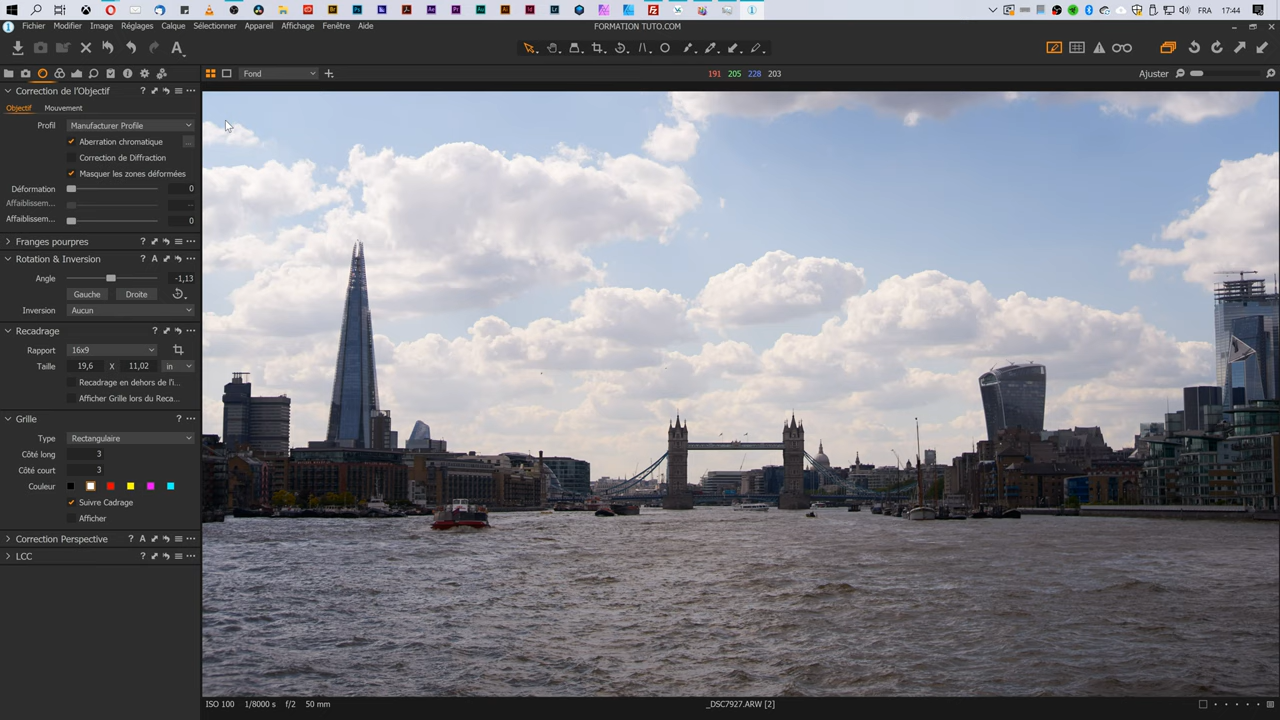 FRA 17:44
Fichier Modifier Image Réglages Calque Sélectionner Appareil Affichage Fenêtre Aide FORMATION TUTO.COM
Fond 191 205 228 203 Ajuster
Correction de l'Objectif
Objectif Mouvement
Profil Manufacturer Profile
Aberration chromatique
Correction de Diffraction
Masquer les zones déformées
Déformation 0
Affaiblissem...
Affaiblissem... 0
Franges pourpres
Rotation & Inversion
Angle -1,13
Gauche Droite
Inversion Aucun
Recadrage
Rapport 16x9
Taille 19,6 X 11,02 in
Recadrage en dehors de l'i...
Afficher Grille lors du Reca...
Grille
Type Rectangulaire
Côté long 3
Côté court 3
Couleur
Suivre Cadrage
Afficher
Correction Perspective
LCC
ISO 100 1/8000 s f/2 50 mm _DSC7927.ARW [2]